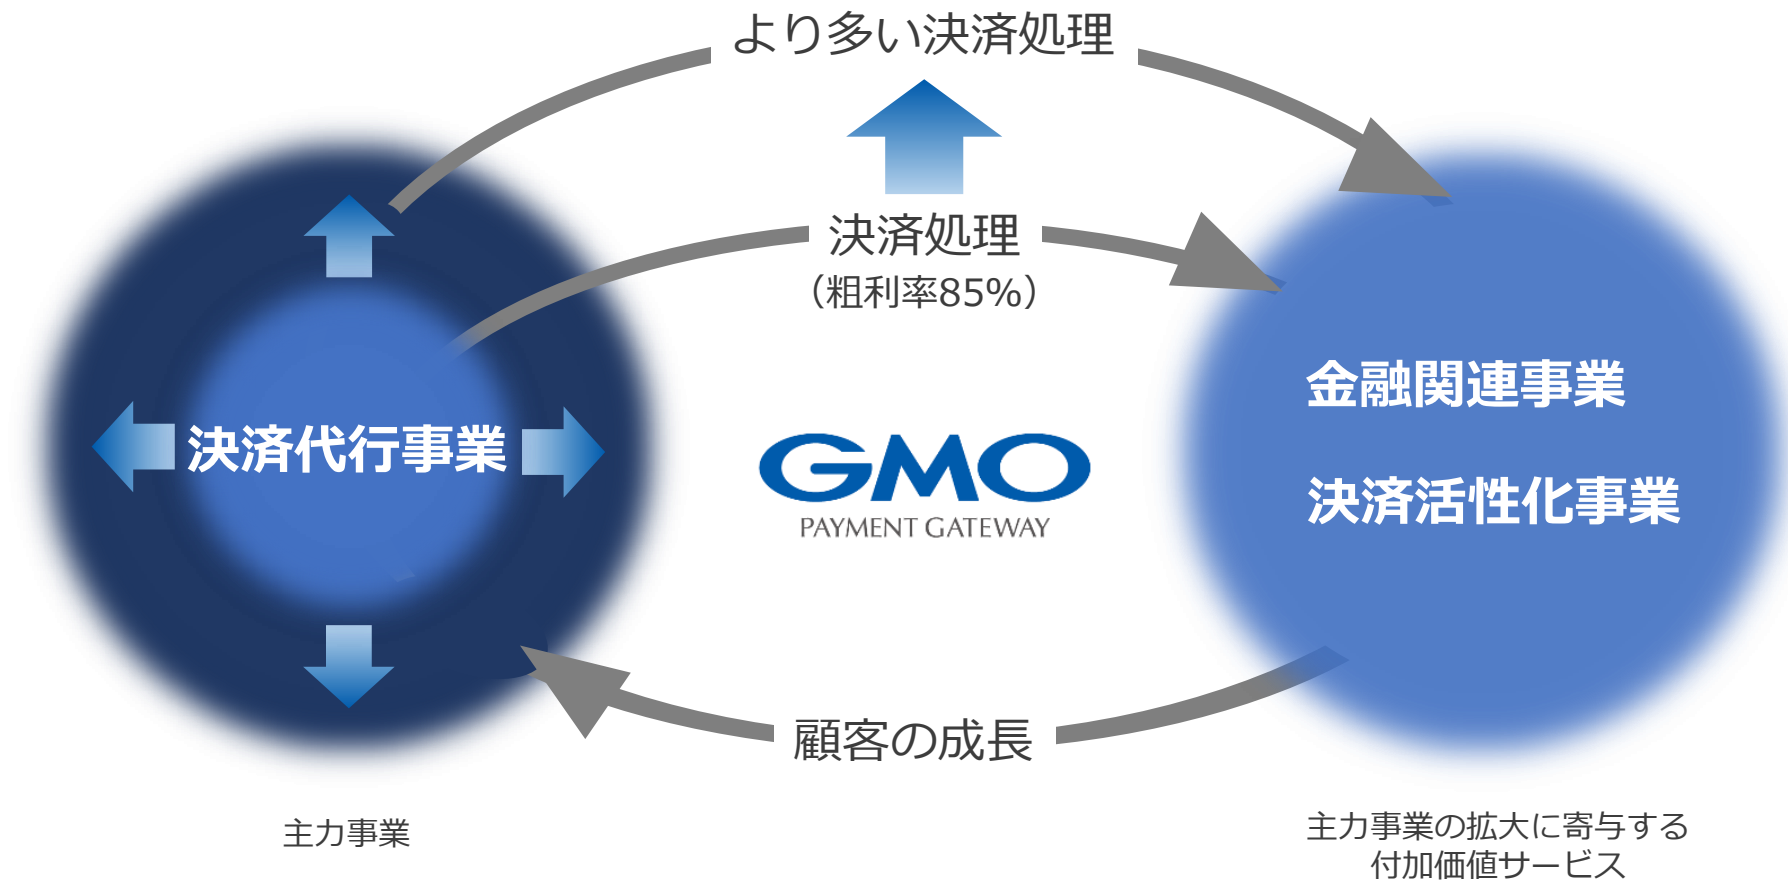 より多い決済処理
決済処理
（粗利率85%）
決済代行事業
金融関連事業
決済活性化事業
GMO
PAYMENT GATEWAY
顧客の成長
主力事業
主力事業の拡大に寄与する
付加価値サービス